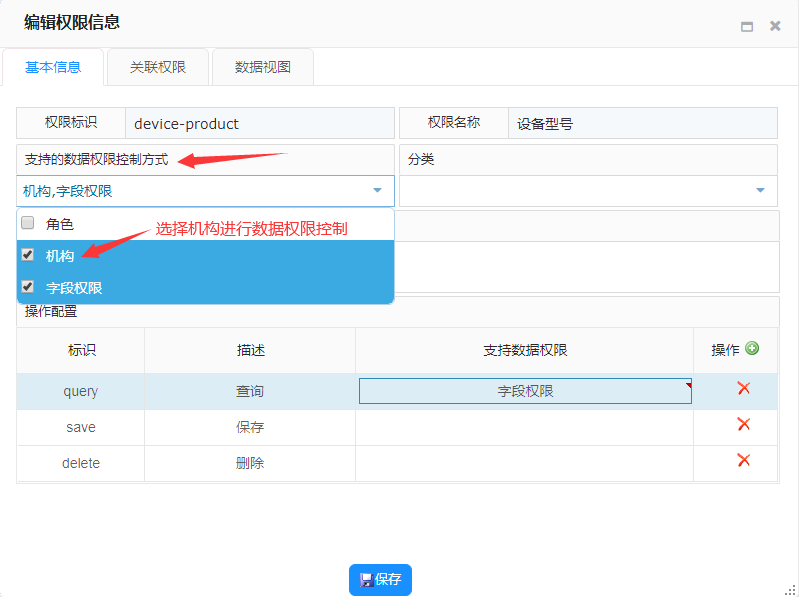 编辑权限信息
基本信息 关联权限 数据视图
权限标识 device-product 权限名称 设备型号
支持的数据权限控制方式 分类
机构,字段权限
角色
选择机构进行数据权限控制
机构
字段权限
操作配置
标识 描述 支持数据权限 操作
query 查询 字段权限
save 保存
delete 删除
保存